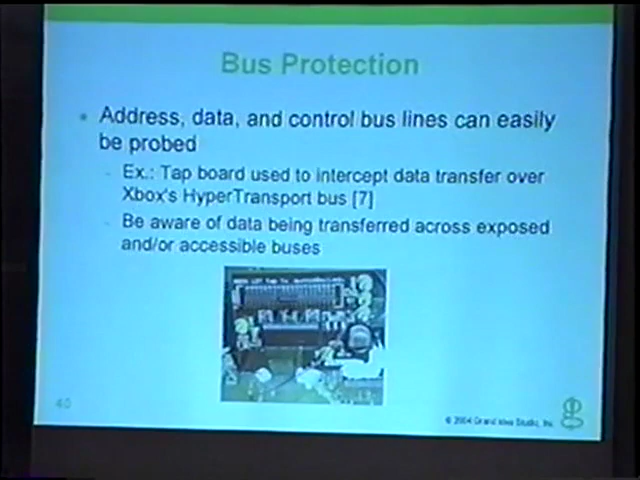 Bus Protection
Address, data, and control bus lines can easily
be probed
Ex.: Tap board used to intercept data transfer over
Xbox's HyperTransport bus [7]
Be aware of data being transferred across exposed
and/or accessible buses
40
© 2004 Grand Idea Studio, Inc.